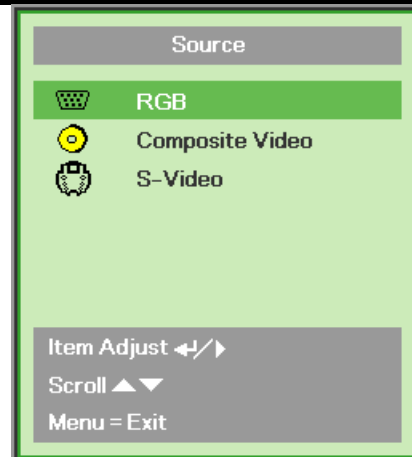 Source
RGB
Composite Video
S-Video
Item Adjust ↵/▶
Scroll ▲▼
Menu = Exit